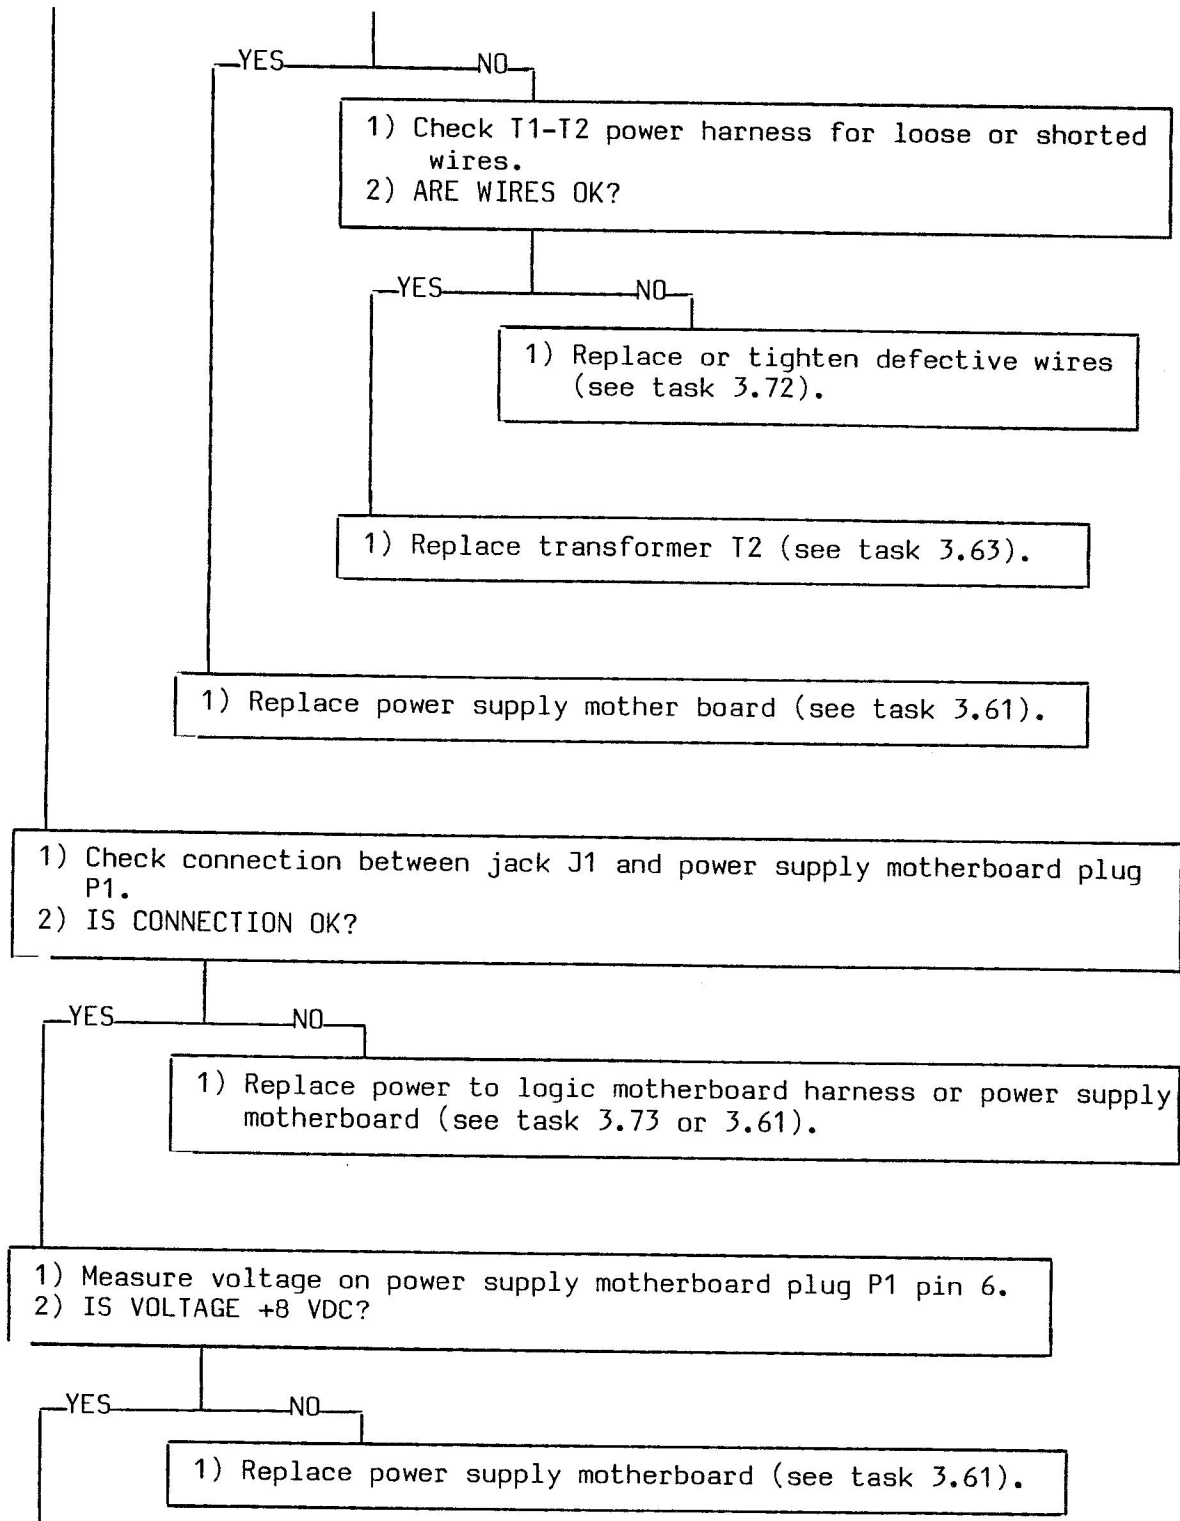 YES NO
1) Check T1-T2 power harness for loose or shorted
wires.
2) ARE WIRES OK?
YES NO
1) Replace or tighten defective wires
(see task 3.72).
1) Replace transformer T2 (see task 3.63).
1) Replace power supply mother board (see task 3.61).
1) Check connection between jack J1 and power supply motherboard plug
P1.
2) IS CONNECTION OK?
YES NO
1) Replace power to logic motherboard harness or power supply
motherboard (see task 3.73 or 3.61).
1) Measure voltage on power supply motherboard plug P1 pin 6.
2) IS VOLTAGE +8 VDC?
YES NO
1) Replace power supply motherboard (see task 3.61).